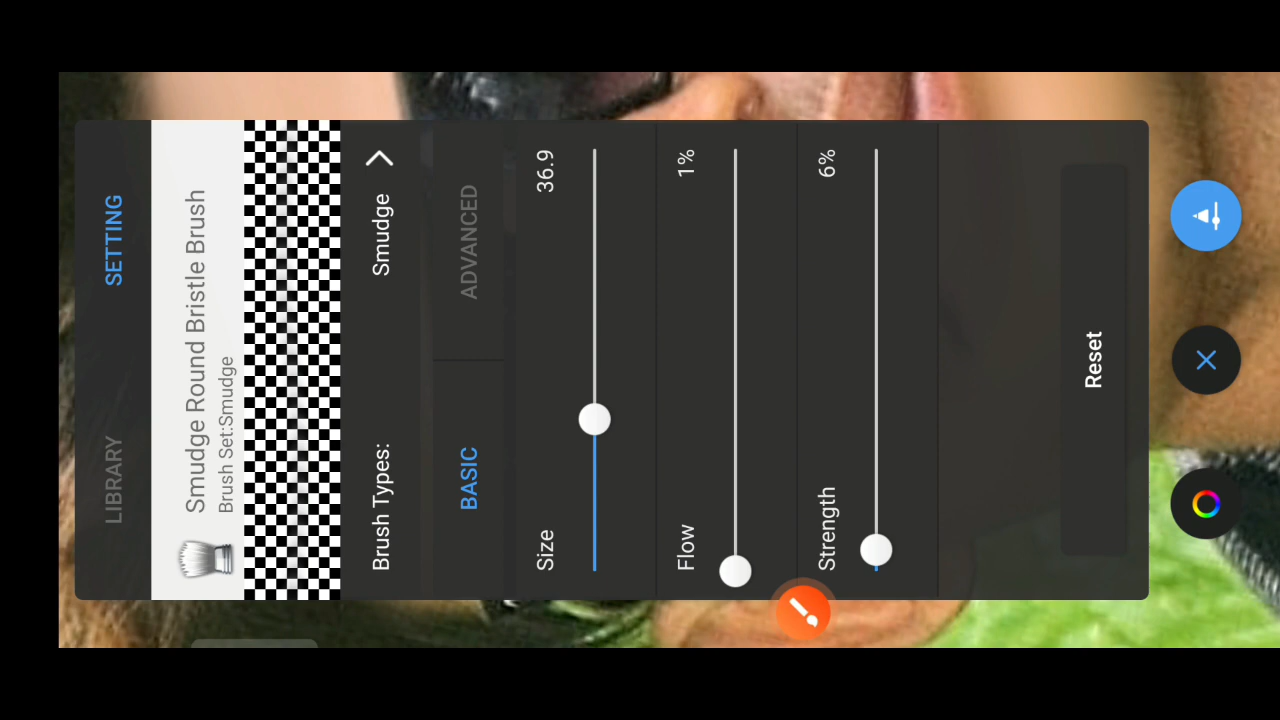 LIBRARY
SETTING
Smudge Round Bristle Brush
Brush Set:Smudge
Brush Types:
Smudge
BASIC
ADVANCED
Size
36.9
Flow
1%
Strength
6%
Reset